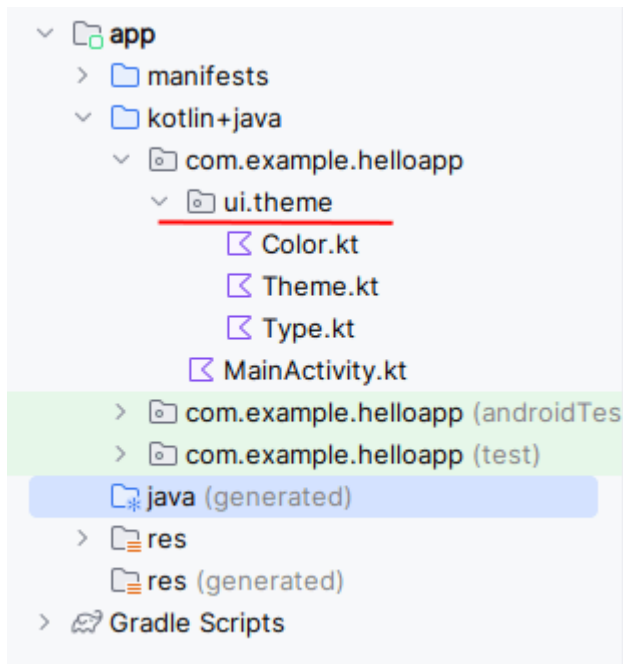 app
manifests
kotlin+java
com.example.helloapp
ui.theme
Color.kt
Theme.kt
Type.kt
MainActivity.kt
com.example.helloapp (androidTes
com.example.helloapp (test)
java (generated)
res
res (generated)
Gradle Scripts